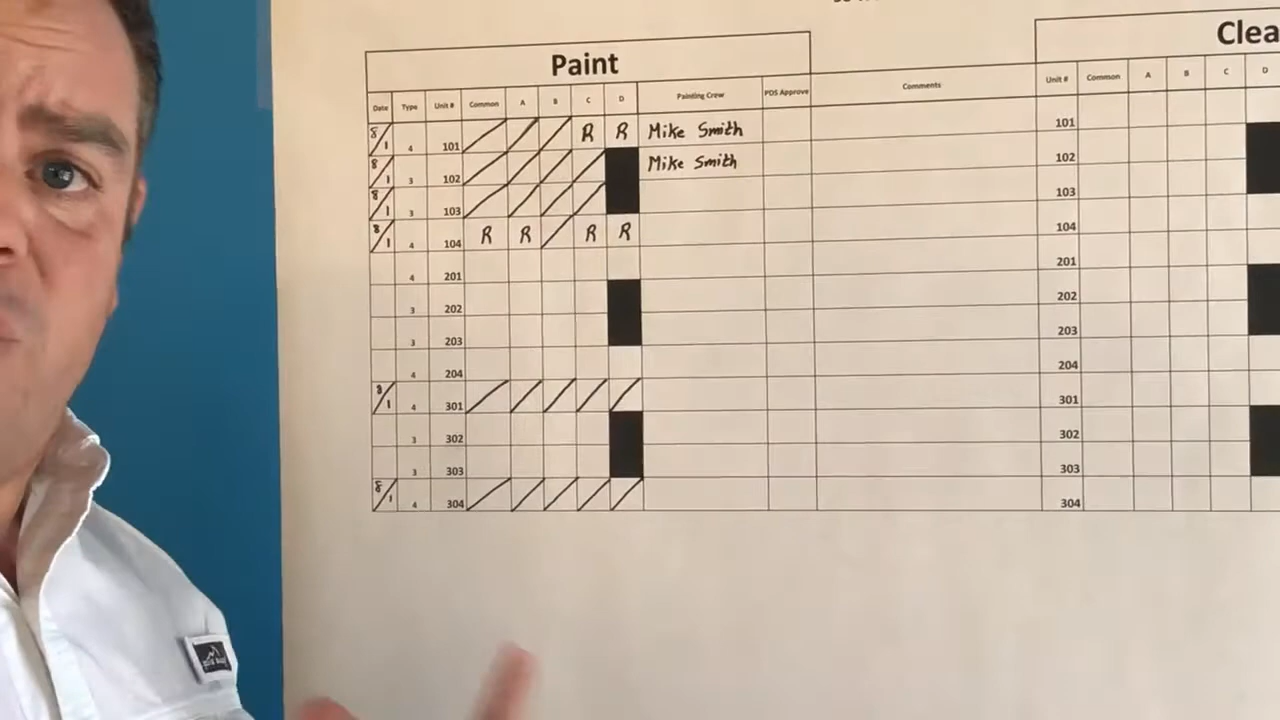 Paint Clea
Date Type Unit # Common A B C D Painting Crew PDS Approve Comments Unit # Common A B C D
8/1 4 101 R R Mike Smith 101
8/1 3 102 Mike Smith 102
8/1 3 103 103
8/1 4 104 R R R R 104
4 201 201
3 202 202
3 203 203
4 204 204
8/1 4 301 301
3 302 302
3 303 303
8/1 4 304 304